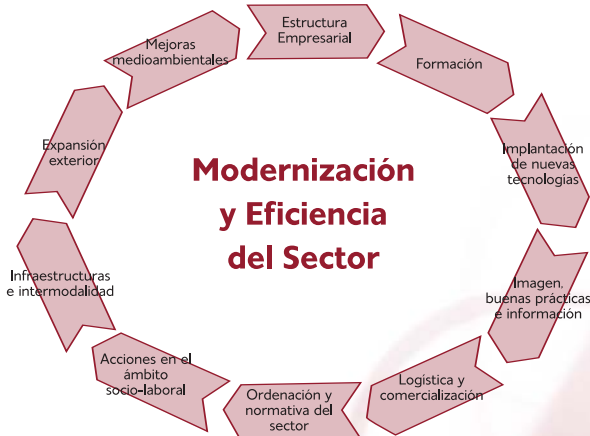 Estructura
Empresarial
Formación
Implantación
de nuevas
tecnologías
Imagen,
buenas prácticas
e información
Logística y
comercialización
Ordenación y
normativa del
sector
Acciones en el
ámbito
socio-laboral
Infraestructuras
e intermodalidad
Expansión
exterior
Mejoras
medioambientales
Modernización
y Eficiencia
del Sector